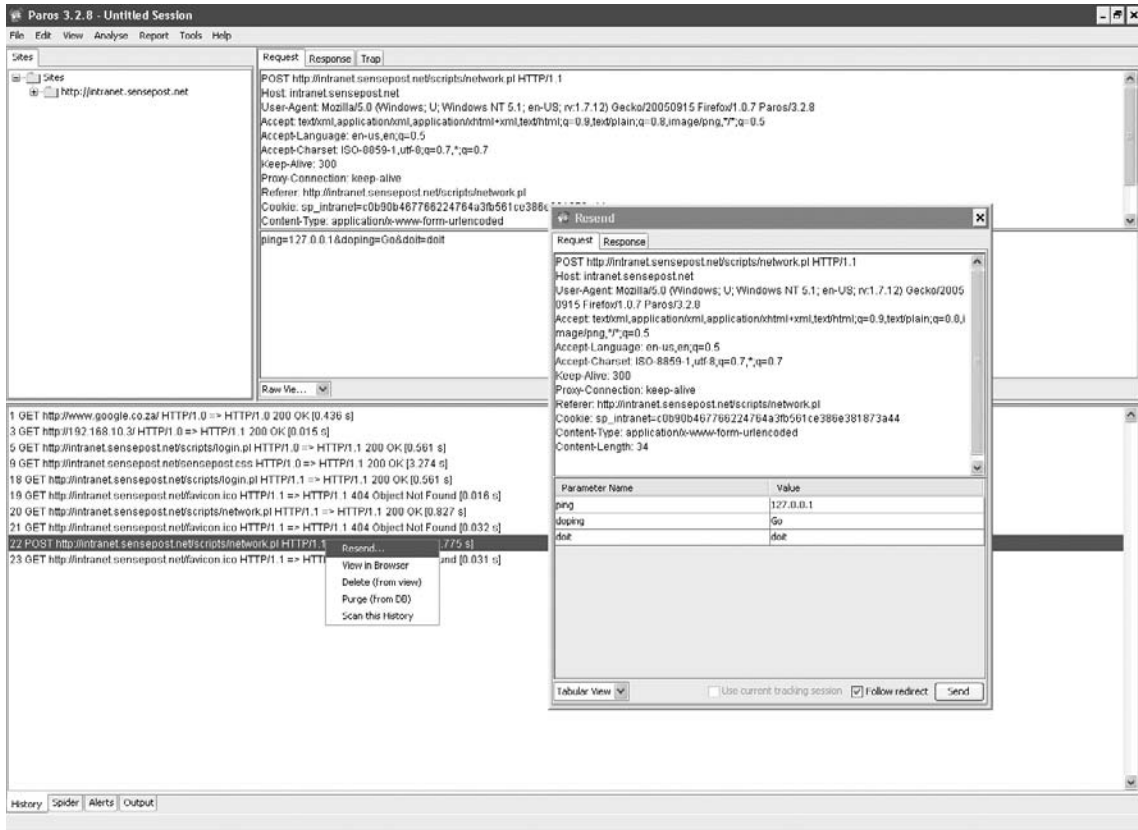 Paros 3.2.8 - Untitled Session
File Edit View Analyse Report Tools Help
Sites
Sites
http://intranet.sensepost.net
Request Response Trap
POST http://intranet.sensepost.net/scripts/network.pl HTTP/1.1
Host: intranet.sensepost.net
User-Agent: Mozilla/5.0 (Windows; U; Windows NT 5.1; en-US; rv:1.7.12) Gecko/20050915 Firefox/1.0.7 Paros/3.2.8
Accept: text/xml,application/xml,application/xhtml+xml,text/html;q=0.9,text/plain;q=0.8,image/png,*/*;q=0.5
Accept-Language: en-us,en;q=0.5
Accept-Charset: ISO-8859-1,utf-8;q=0.7,*;q=0.7
Keep-Alive: 300
Proxy-Connection: keep-alive
Referer: http://intranet.sensepost.net/scripts/network.pl
Cookie: sp_intranet=c0b90b467766224764a3fb561ce386
Content-Type: application/x-www-form-urlencoded
ping=127.0.0.1&doping=Go&doit=doit
Raw Vie...
Resend
Request Response
POST http://intranet.sensepost.net/scripts/network.pl HTTP/1.1
Host: intranet.sensepost.net
User-Agent: Mozilla/5.0 (Windows; U; Windows NT 5.1; en-US; rv:1.7.12) Gecko/2005
0915 Firefox/1.0.7 Paros/3.2.8
Accept: text/xml,application/xml,application/xhtml+xml,text/html;q=0.9,text/plain;q=0.8,i
mage/png,*/*;q=0.5
Accept-Language: en-us,en;q=0.5
Accept-Charset: ISO-8859-1,utf-8;q=0.7,*;q=0.7
Keep-Alive: 300
Proxy-Connection: keep-alive
Referer: http://intranet.sensepost.net/scripts/network.pl
Cookie: sp_intranet=c0b90b467766224764a3fb561ce386e381873a44
Content-Type: application/x-www-form-urlencoded
Content-Length: 34
Parameter Name Value
ping 127.0.0.1
doping Go
doit doit
Tabular View Use current tracking session Follow redirect Send
1 GET http://www.google.co.za/ HTTP/1.0 => HTTP/1.0 200 OK [0.436 s]
3 GET http://192.168.10.3/ HTTP/1.0 => HTTP/1.1 200 OK [0.015 s]
5 GET http://intranet.sensepost.net/scripts/login.pl HTTP/1.0 => HTTP/1.1 200 OK [0.561 s]
9 GET http://intranet.sensepost.net/sensepost.css HTTP/1.0 => HTTP/1.1 200 OK [3.274 s]
18 GET http://intranet.sensepost.net/scripts/login.pl HTTP/1.1 => HTTP/1.1 200 OK [0.561 s]
19 GET http://intranet.sensepost.net/favicon.ico HTTP/1.1 => HTTP/1.1 404 Object Not Found [0.016 s]
20 GET http://intranet.sensepost.net/scripts/network.pl HTTP/1.1 => HTTP/1.1 200 OK [0.827 s]
21 GET http://intranet.sensepost.net/favicon.ico HTTP/1.1 => HTTP/1.1 404 Object Not Found [0.032 s]
22 POST http://intranet.sensepost.net/scripts/network.pl HTTP/1.1 .775 s]
23 GET http://intranet.sensepost.net/favicon.ico HTTP/1.1 => HTT und [0.031 s]
Resend...
View in Browser
Delete (from view)
Purge (from DB)
Scan this History
History Spider Alerts Output